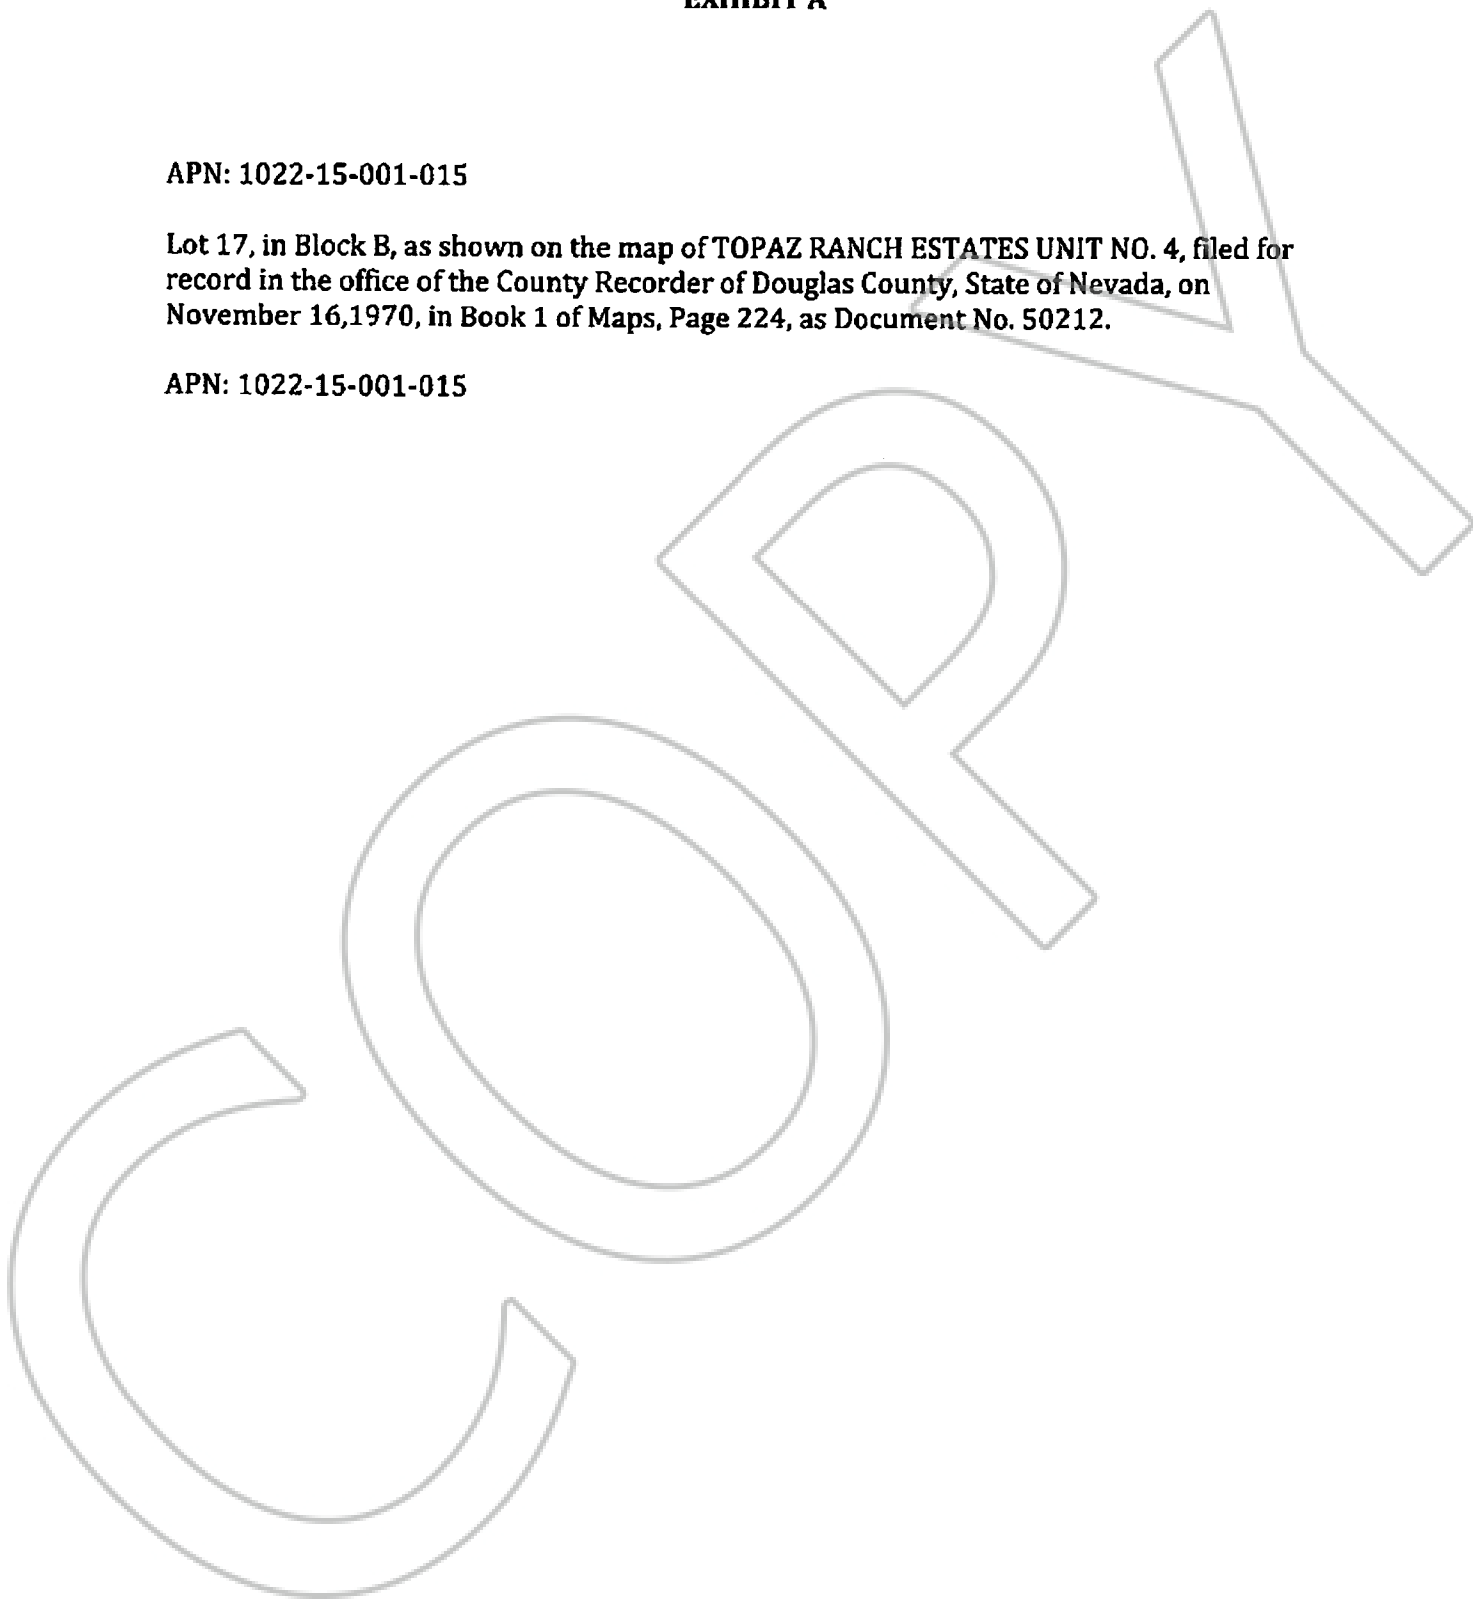 EXHIBIT A
APN: 1022-15-001-015
Lot 17, in Block B, as shown on the map of TOPAZ RANCH ESTATES UNIT NO. 4, filed for
record in the office of the County Recorder of Douglas County, State of Nevada, on
November 16,1970, in Book 1 of Maps, Page 224, as Document No. 50212.
APN: 1022-15-001-015
COPY